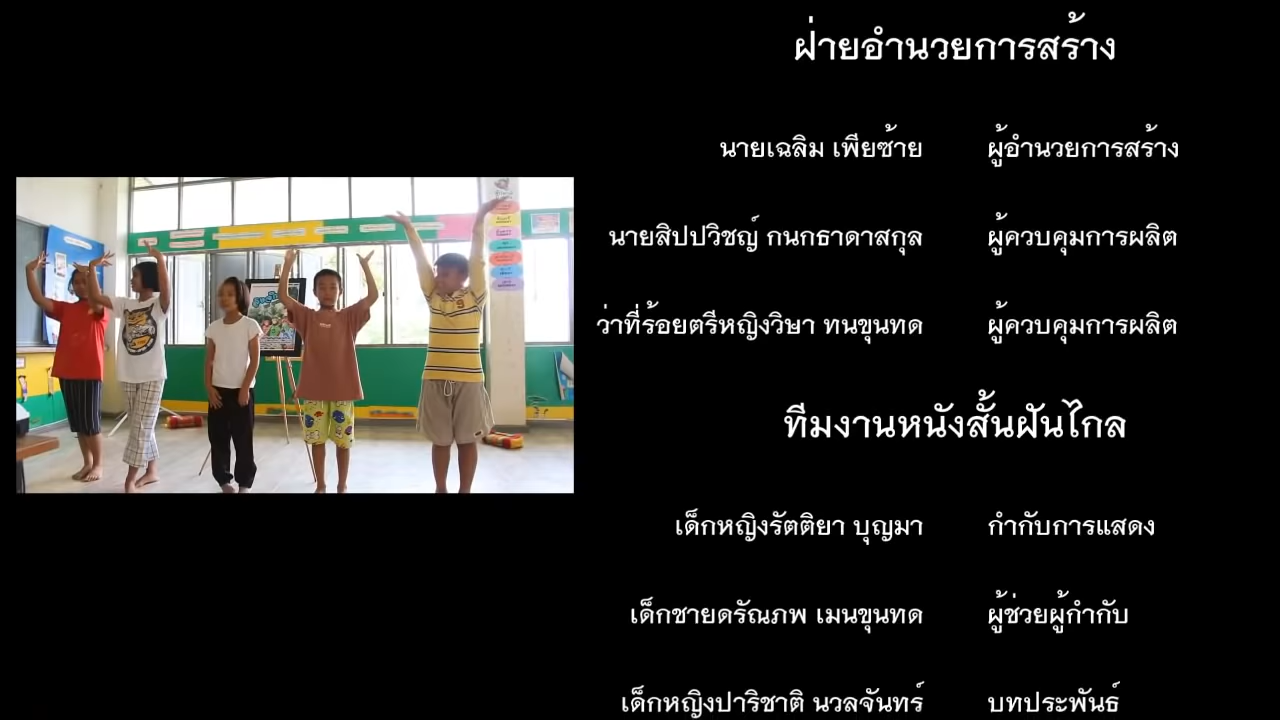 ฝ่ายอำนวยการสร้าง
นายเฉลิม เพียซ้าย ผู้อำนวยการสร้าง
นายสิปปวิชญ์ กนกธาดาสกุล ผู้ควบคุมการผลิต
ว่าที่ร้อยตรีหญิงวิษา ทนขุนทด ผู้ควบคุมการผลิต
ทีมงานหนังสั้นฝันไกล
เด็กหญิงรัตติยา บุญมา กำกับการแสดง
เด็กชายดรัณภพ เมนขุนทด ผู้ช่วยผู้กำกับ
เด็กหญิงปาริชาติ นวลจันทร์ บทประพันธ์